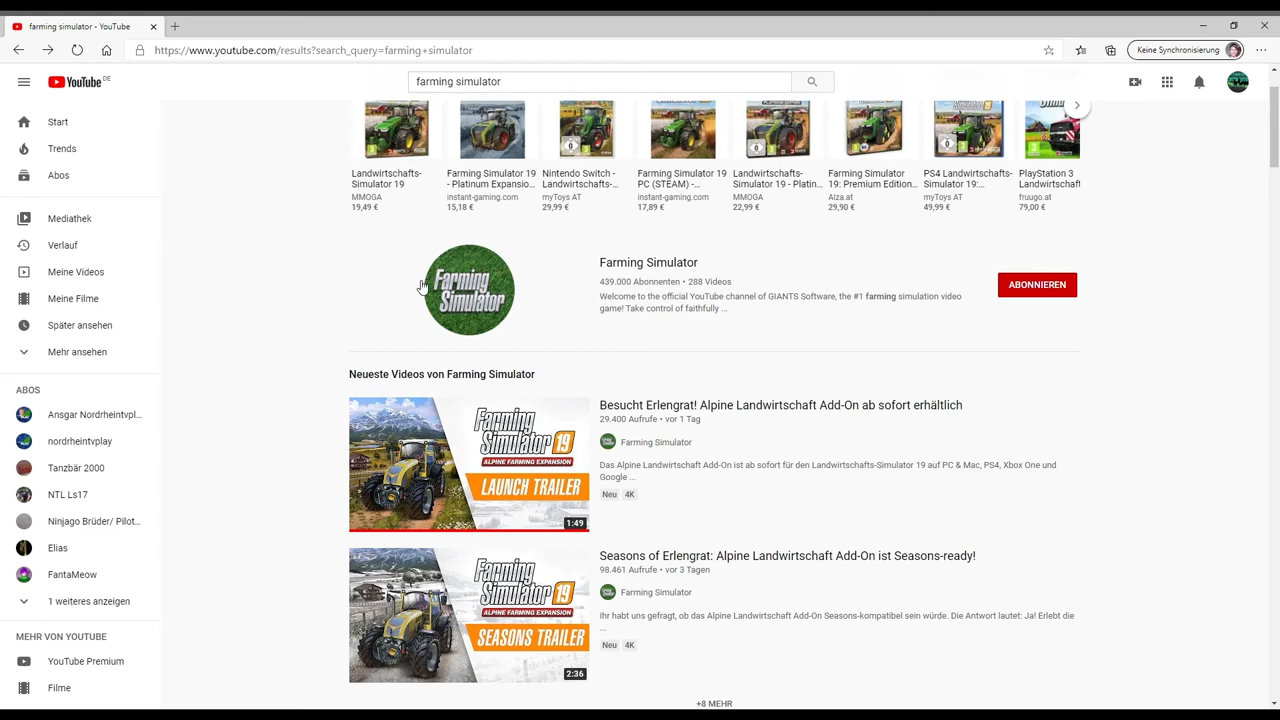 farming simulator - YouTube
https://www.youtube.com/results?search_query=farming+simulator
Keine Synchronisierung
YouTube DE
farming simulator
Start
Trends
Abos
Mediathek
Verlauf
Meine Videos
Meine Filme
Später ansehen
Mehr ansehen
ABOS
Ansgar Nordrheintvpl...
nordrheintvplay
Tanzbär 2000
NTL Ls17
Ninjago Brüder/ Pilot...
Elias
FantaMeow
1 weiteres anzeigen
MEHR VON YOUTUBE
YouTube Premium
Filme
Landwirtschafts-
Simulator 19
MMOGA
19,49 €
Farming Simulator 19
- Platinum Expansio...
instant-gaming.com
15,18 €
Nintendo Switch -
Landwirtschafts-...
myToys AT
29,99 €
Farming Simulator 19
PC (STEAM) -...
instant-gaming.com
17,89 €
Landwirtschafts-
Simulator 19 - Platin...
MMOGA
22,99 €
Farming Simulator
19: Premium Edition...
Alza.at
29,90 €
PS4 Landwirtschafts-
Simulator 19:...
myToys AT
49,99 €
PlayStation 3
Landwirtschaft
fruugo.at
79,00 €
Farming
Simulator
Farming Simulator
439.000 Abonnenten • 288 Videos
Welcome to the official YouTube channel of GIANTS Software, the #1 farming simulation video
game! Take control of faithfully ...
ABONNIEREN
Neueste Videos von Farming Simulator
Farming
Simulator 19
ALPINE FARMING EXPANSION
LAUNCH TRAILER
1:49
Besucht Erlengrat! Alpine Landwirtschaft Add-On ab sofort erhältlich
29.400 Aufrufe • vor 1 Tag
Farming Simulator
Das Alpine Landwirtschaft Add-On ist ab sofort für den Landwirtschafts-Simulator 19 auf PC & Mac, PS4, Xbox One und
Google ...
Neu 4K
Farming
Simulator 19
ALPINE FARMING EXPANSION
SEASONS TRAILER
2:36
Seasons of Erlengrat: Alpine Landwirtschaft Add-On ist Seasons-ready!
98.461 Aufrufe • vor 3 Tagen
Farming Simulator
Ihr habt uns gefragt, ob das Alpine Landwirtschaft Add-On Seasons-kompatibel sein würde. Die Antwort lautet: Ja! Erlebt die
...
Neu 4K
+8 MEHR